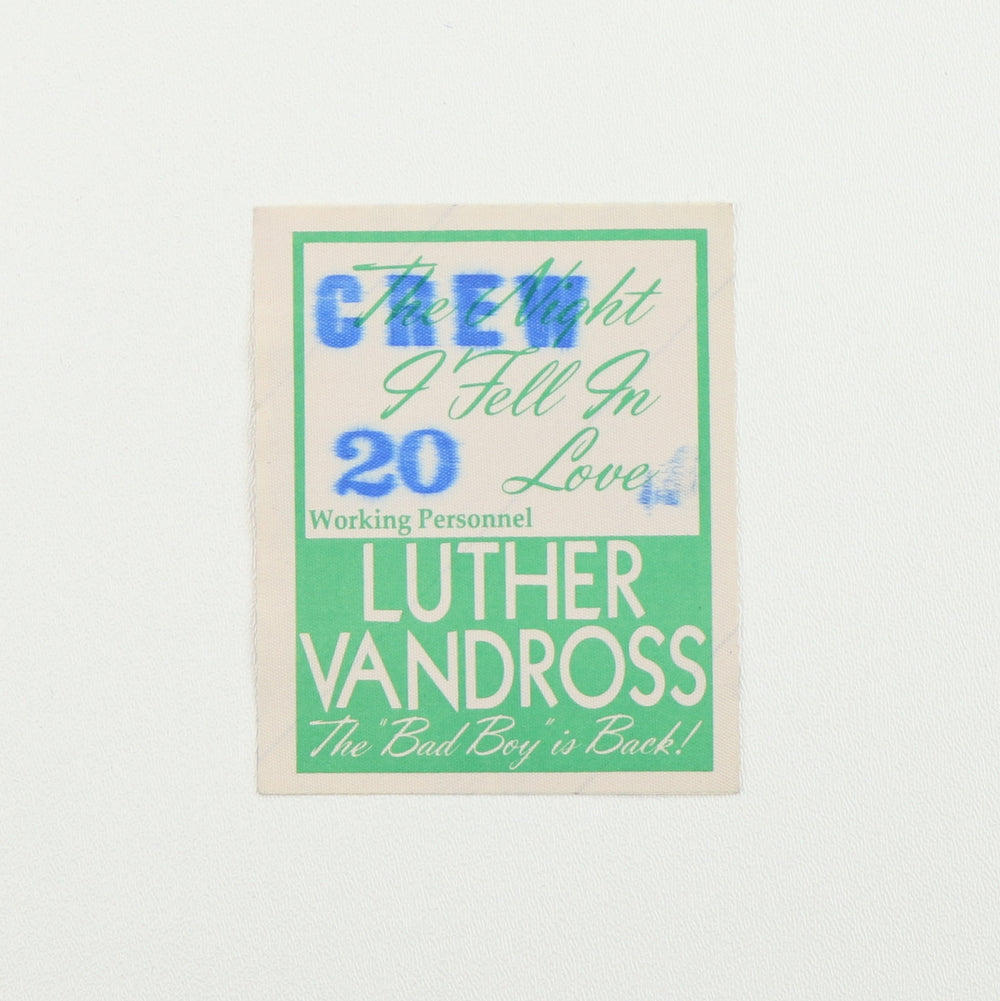 CREW
The Night
I Fell In
20
Love
Working Personnel
LUTHER
VANDROSS
The "Bad Boy" is Back!